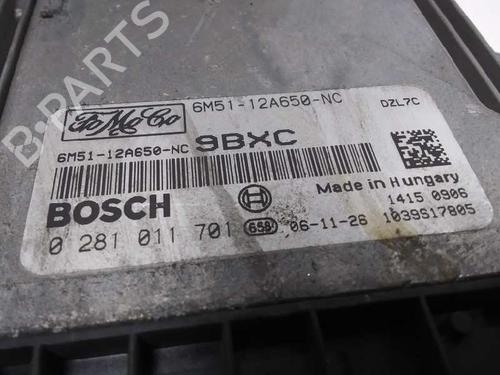 B-PARTS
FoMoCo
6M51-12A650-NC
DZL7C
6M51-12A650-NC 9BXC
BOSCH
Made in Hungary
1415 0906
0 281 011 701 658 06-11-26 1039S17805